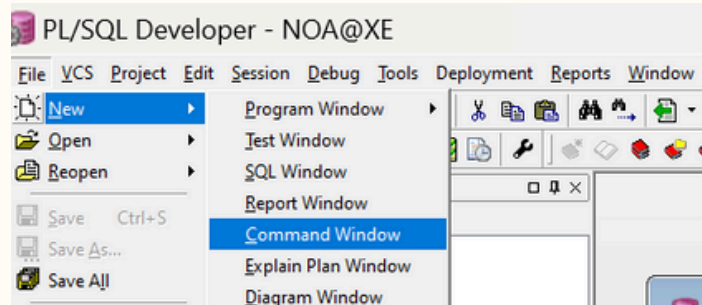 PL/SQL Developer - NOA@XE
File VCS Project Edit Session Debug Tools Deployment Reports Window
New
Open
Reopen
Save Ctrl+S
Save As...
Save All
Program Window
Test Window
SQL Window
Report Window
Command Window
Explain Plan Window
Diagram Window